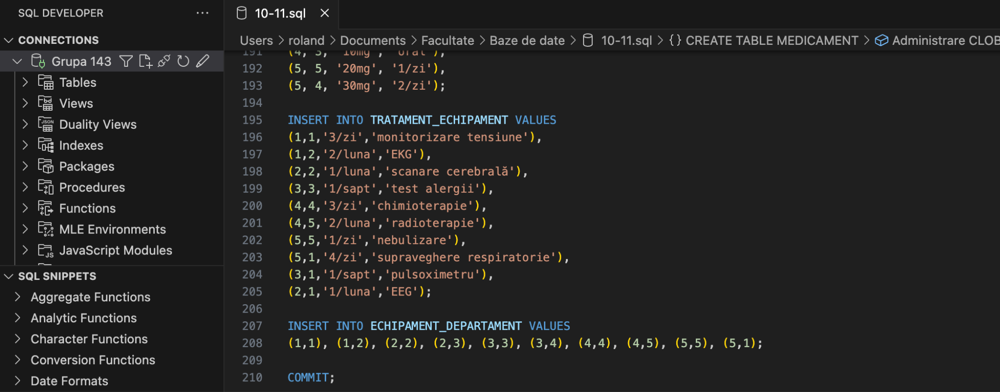 SQL DEVELOPER
CONNECTIONS
Grupa 143
Tables
Views
Duality Views
Indexes
Packages
Procedures
Functions
MLE Environments
JavaScript Modules
SQL SNIPPETS
Aggregate Functions
Analytic Functions
Character Functions
Conversion Functions
Date Formats
10-11.sql
Users > roland > Documents > Facultate > Baze de date > 10-11.sql > {} CREATE TABLE MEDICAMENT > Administrare CLOB
191 (4, 3, '10mg', 'oral'),
192 (5, 5, '20mg', '1/zi'),
193 (5, 4, '30mg', '2/zi');
194
195 INSERT INTO TRATAMENT_ECHIPAMENT VALUES
196 (1,1,'3/zi','monitorizare tensiune'),
197 (1,2,'2/luna','EKG'),
198 (2,2,'1/luna','scanare cerebrală'),
199 (3,3,'1/sapt','test alergii'),
200 (4,4,'3/zi','chimioterapie'),
201 (4,5,'2/luna','radioterapie'),
202 (5,5,'1/zi','nebulizare'),
203 (5,1,'4/zi','supraveghere respiratorie'),
204 (3,1,'1/sapt','pulsoximetru'),
205 (2,1,'1/luna','EEG');
206
207 INSERT INTO ECHIPAMENT_DEPARTAMENT VALUES
208 (1,1), (1,2), (2,2), (2,3), (3,3), (3,4), (4,4), (4,5), (5,5), (5,1);
209
210 COMMIT;